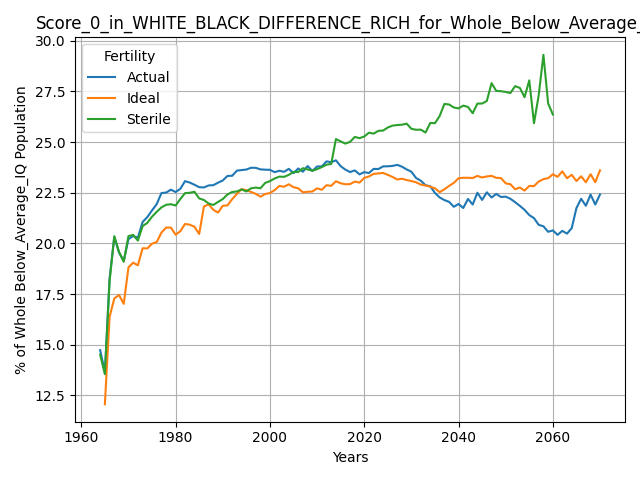 Score_0_in_WHITE_BLACK_DIFFERENCE_RICH_for_Whole_Below_Average_
30.0
27.5
25.0
22.5
20.0
17.5
15.0
12.5
% of Whole Below_Average_IQ Population
Fertility
Actual
Ideal
Sterile
1960
1980
2000
2020
2040
2060
Years